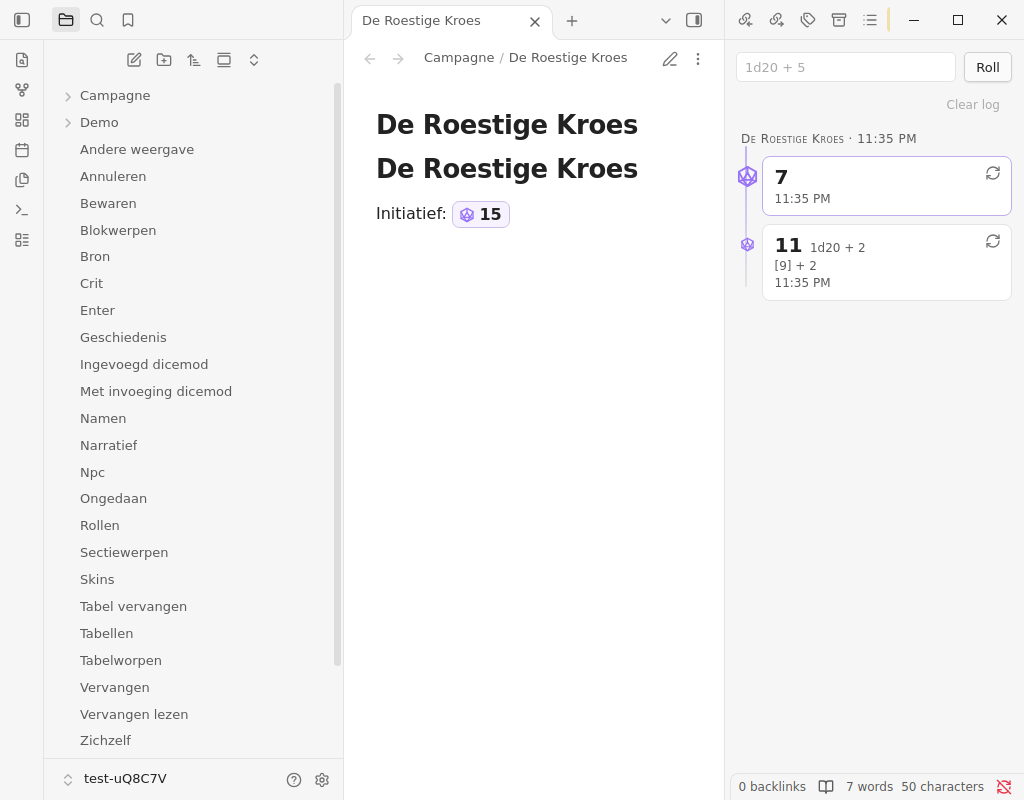 De Roestige Kroes
1d20 + 5
Roll
Clear log
Campagne / De Roestige Kroes
Campagne
Demo
Andere weergave
Annuleren
Bewaren
Blokwerpen
Bron
Crit
Enter
Geschiedenis
Ingevoegd dicemod
Met invoeging dicemod
Namen
Narratief
Npc
Ongedaan
Rollen
Sectiewerpen
Skins
Tabel vervangen
Tabellen
Tabelworpen
Vervangen
Vervangen lezen
Zichzelf
test-uQ8C7V
De Roestige Kroes
De Roestige Kroes
Initiatief: 15
De Roestige Kroes · 11:35 PM
7
11:35 PM
11 1d20 + 2
[9] + 2
11:35 PM
0 backlinks 7 words 50 characters